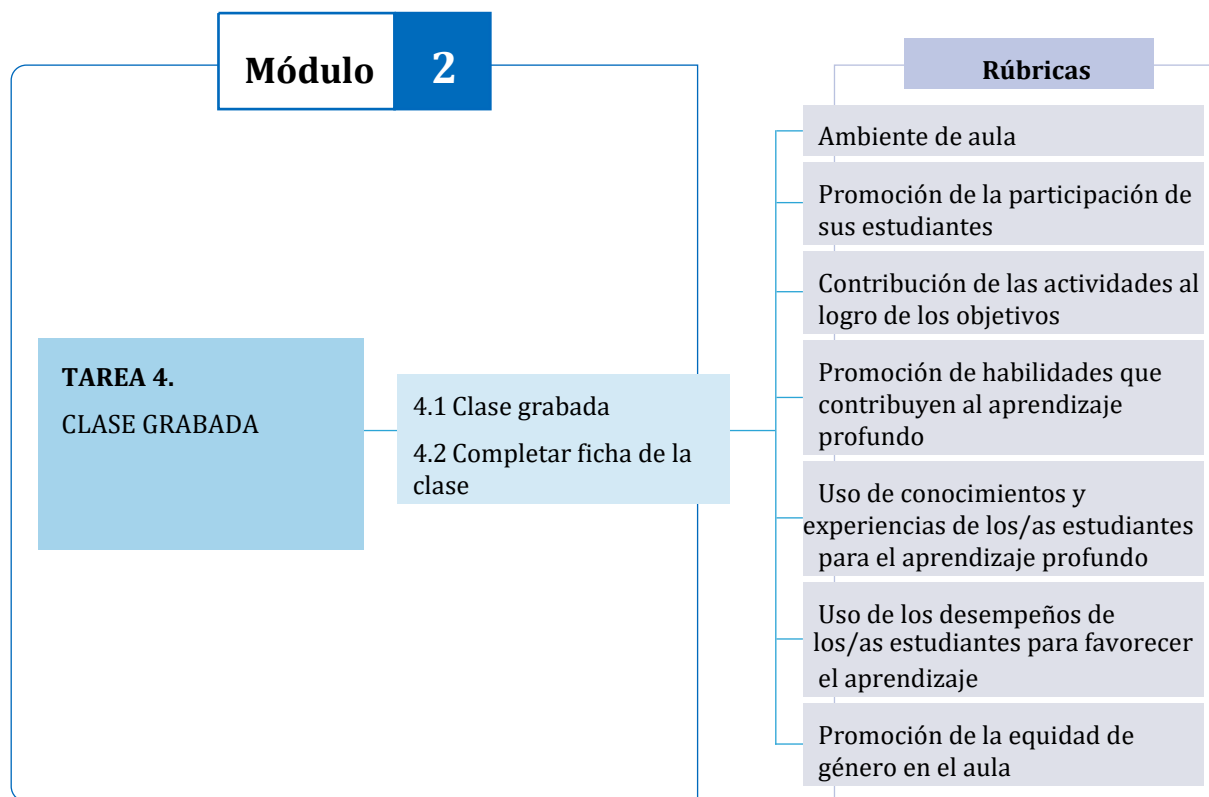 Módulo 2
TAREA 4.
CLASE GRABADA
4.1 Clase grabada
4.2 Completar ficha de la
clase
Rúbricas
Ambiente de aula
Promoción de la participación de
sus estudiantes
Contribución de las actividades al
logro de los objetivos
Promoción de habilidades que
contribuyen al aprendizaje
profundo
Uso de conocimientos y
experiencias de los/as estudiantes
para el aprendizaje profundo
Uso de los desempeños de
los/as estudiantes para favorecer
el aprendizaje
Promoción de la equidad de
género en el aula